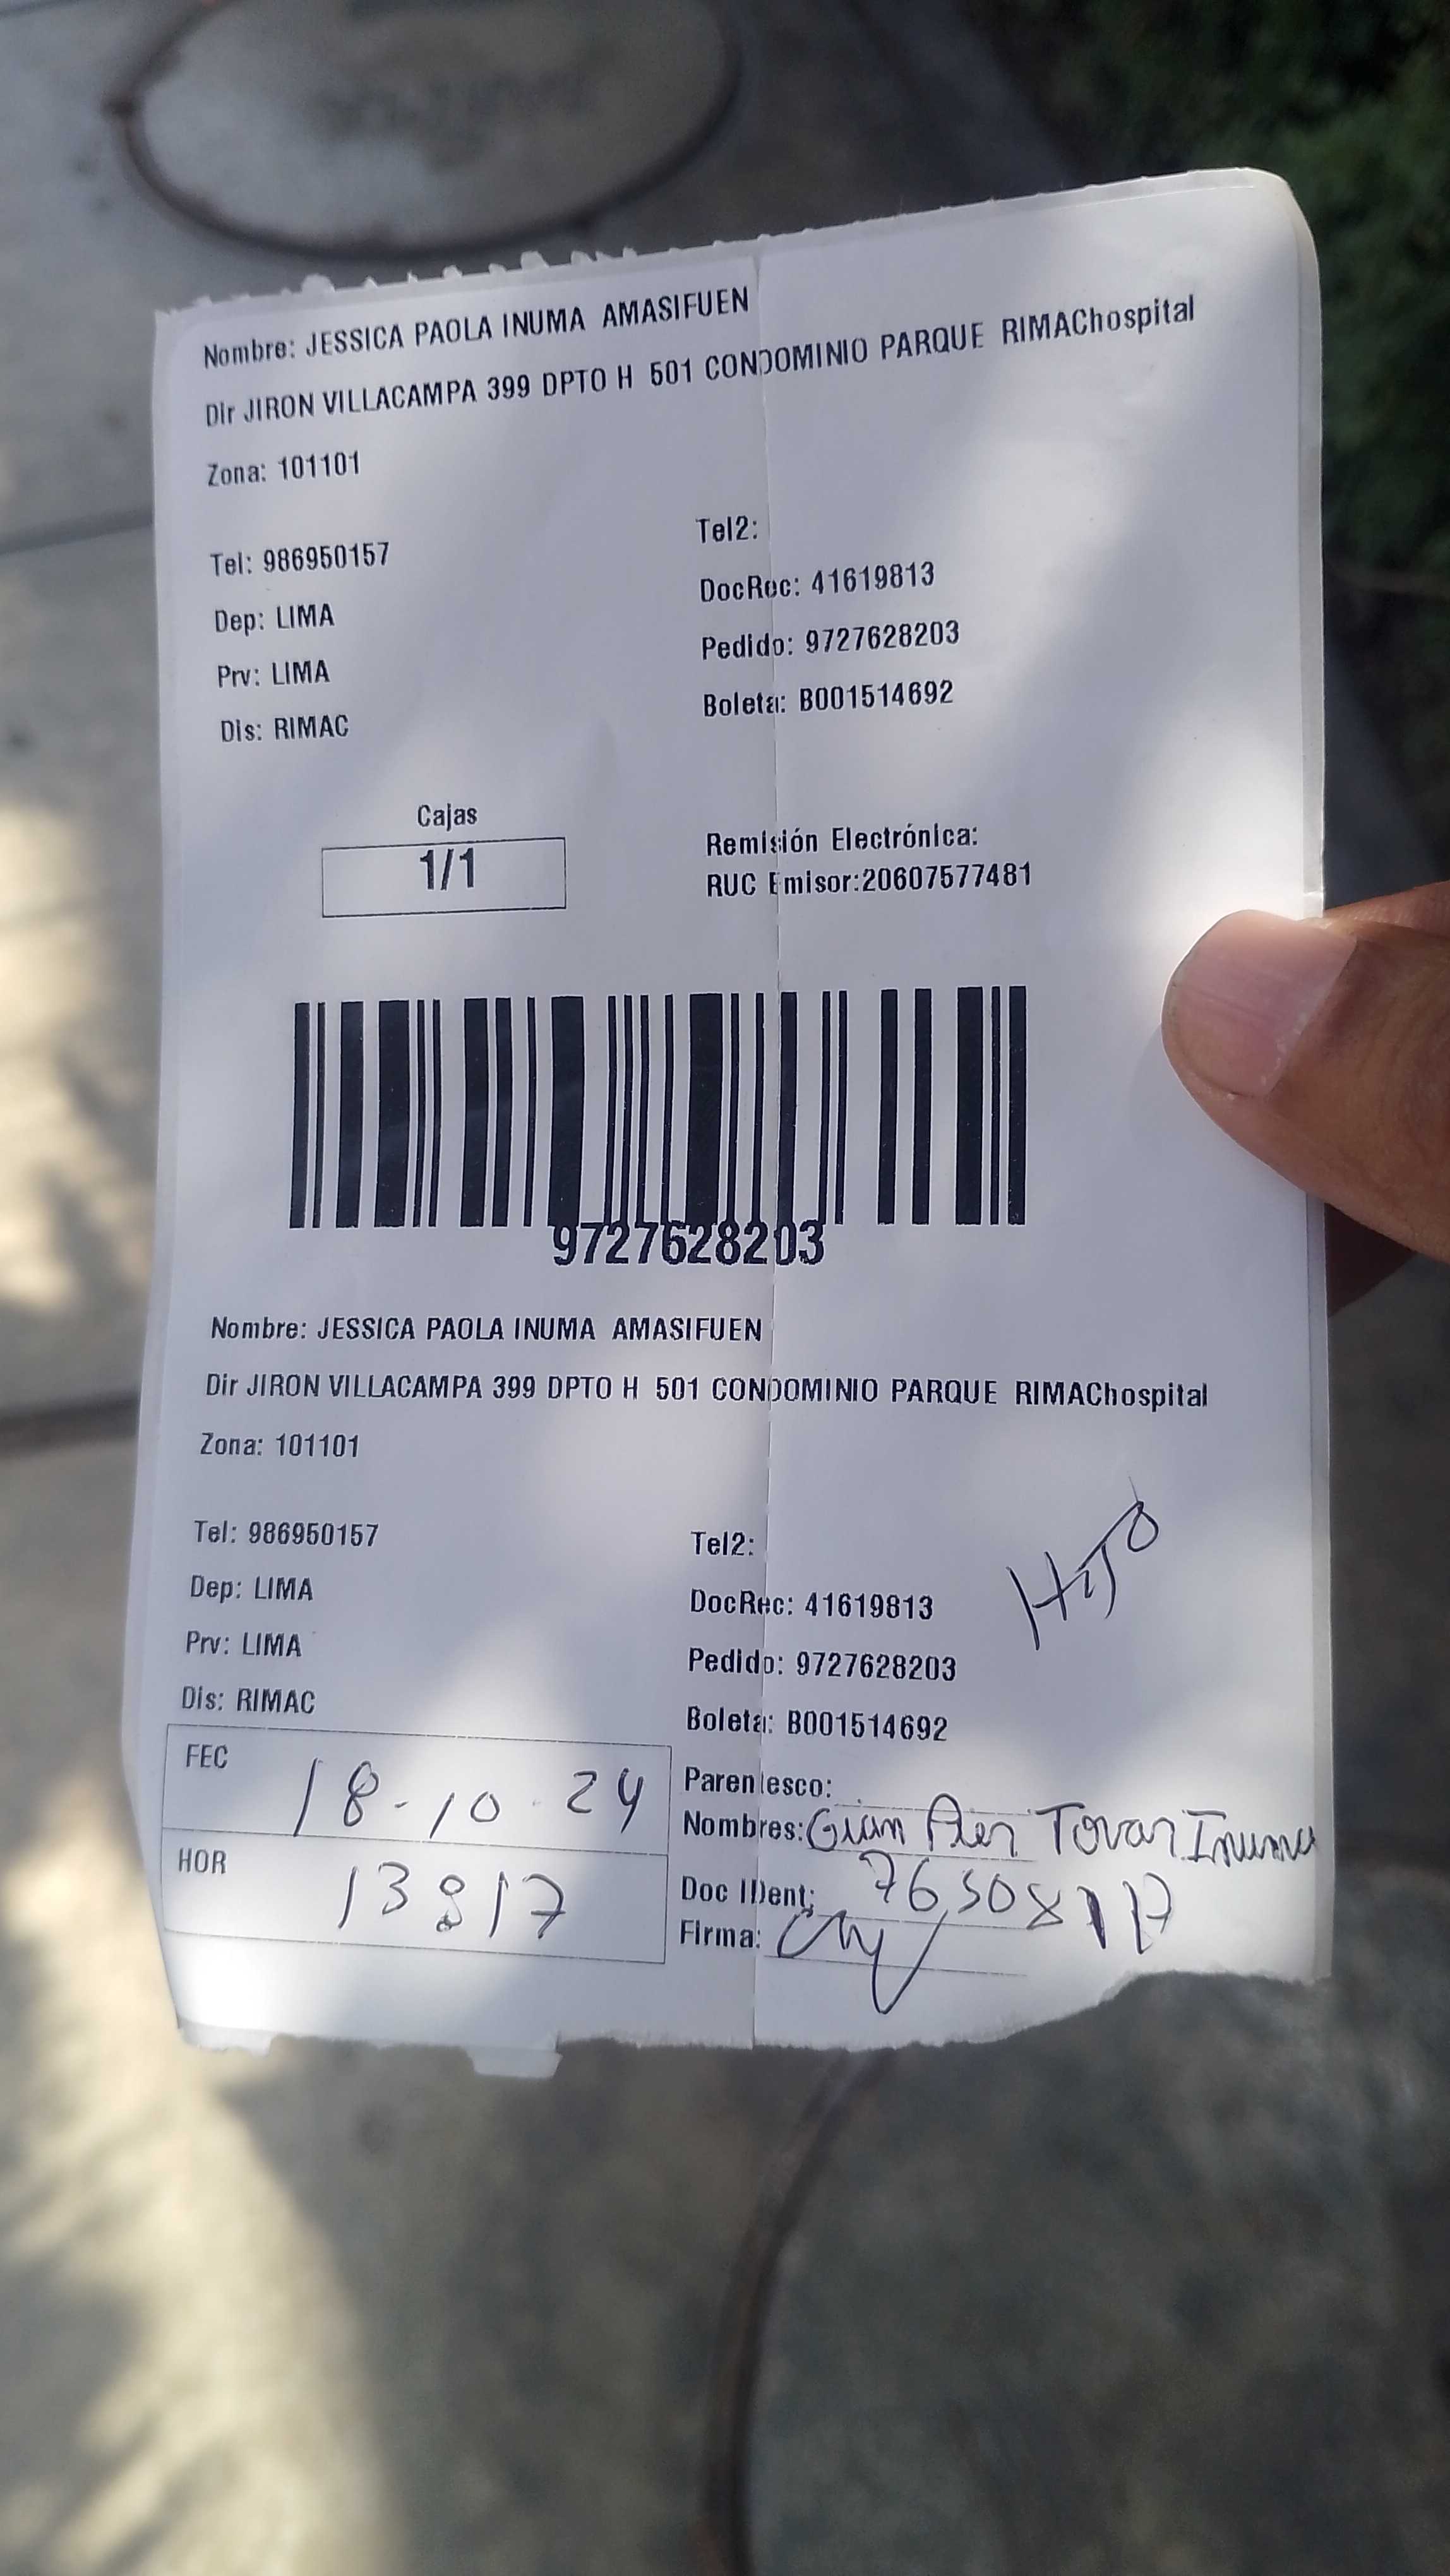 Nombre: JESSICA PAOLA INUMA AMASIFUEN
Dir JIRON VILLACAMPA 399 DPTO H 501 CONDOMINIO PARQUE RIMAChospital
Zona: 101101
Tel: 986950157
Tel2:
Dep: LIMA
DocRec: 41619813
Prv: LIMA
Pedido: 9727628203
Dis: RIMAC
Boleta: B001514692
Cajas
1/1
Remisión Electrónica:
RUC Emisor:20607577481
9727628203
Nombre: JESSICA PAOLA INUMA AMASIFUEN
Dir JIRON VILLACAMPA 399 DPTO H 501 CONDOMINIO PARQUE RIMAChospital
Zona: 101101
Tel: 986950157
Tel2:
Dep: LIMA
DocRec: 41619813
HIJO
Prv: LIMA
Pedido: 9727628203
Dis: RIMAC
Boleta: B001514692
FEC 18-10-24
Parentesco:
Nombres: Gian Pier Tovar Inuma
HOR 13:17
Doc IDent:
Firma: